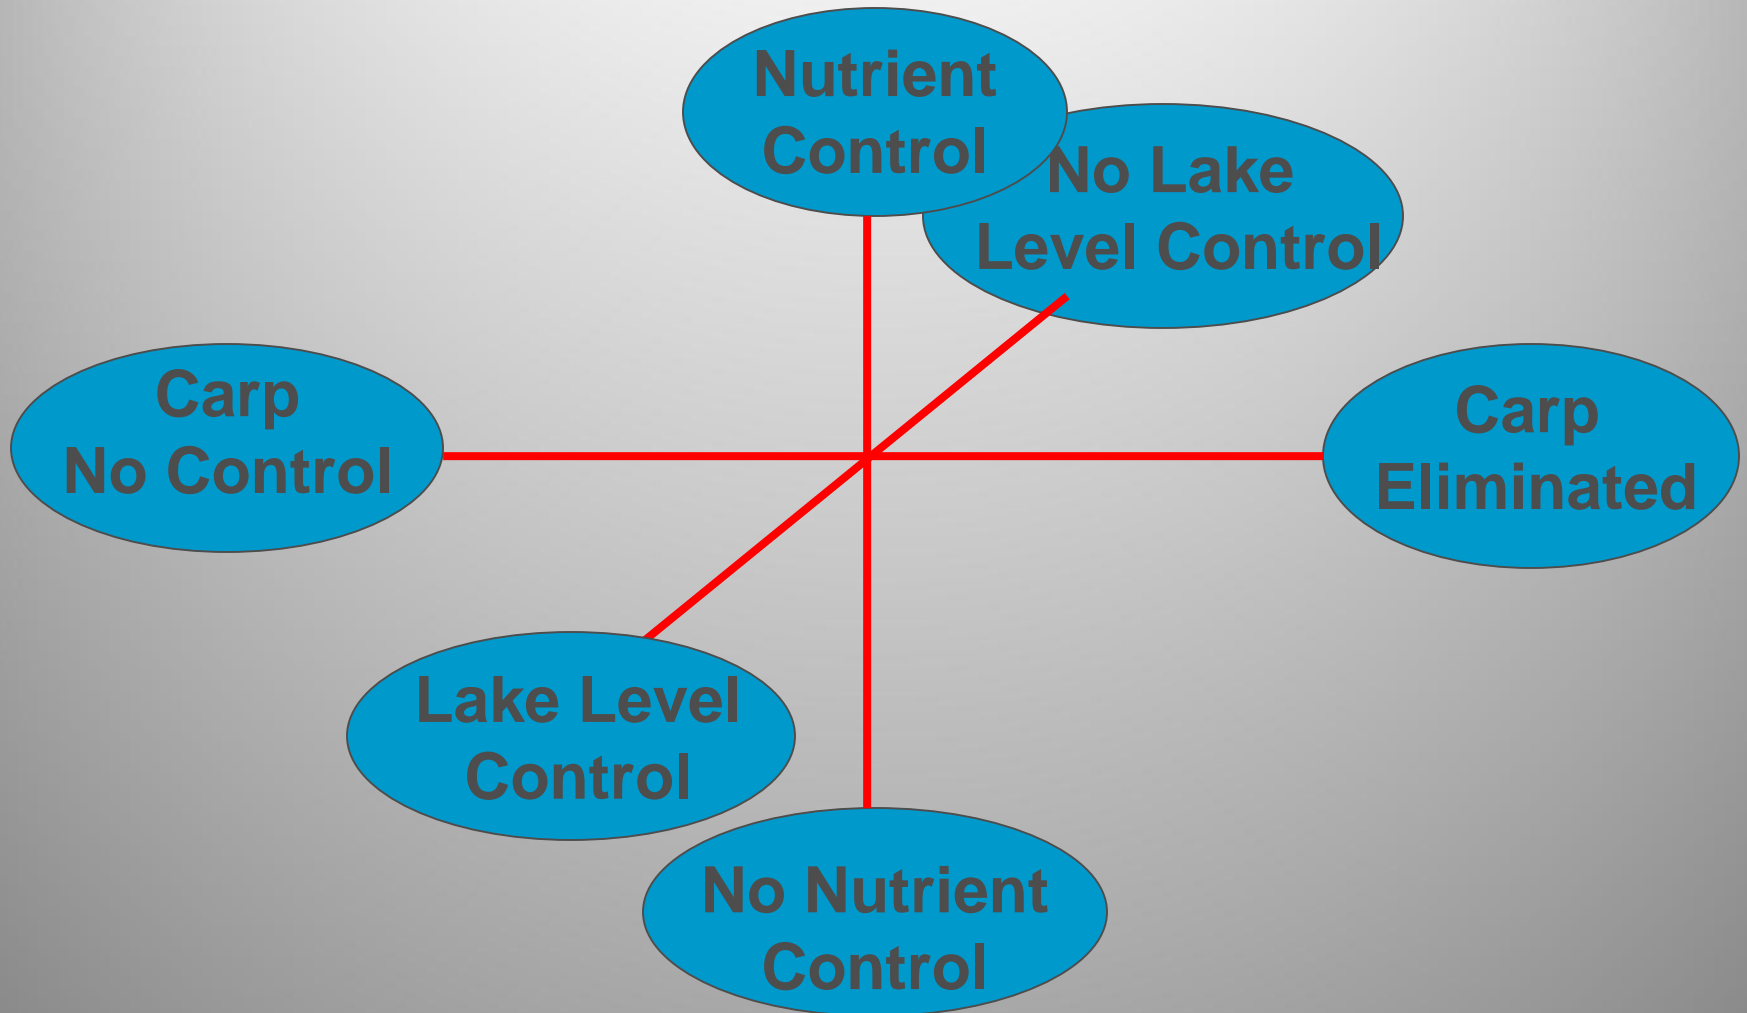 Nutrient
Control
No Lake
Level Control
Carp
No Control
Carp
Eliminated
Lake Level
Control
No Nutrient
Control